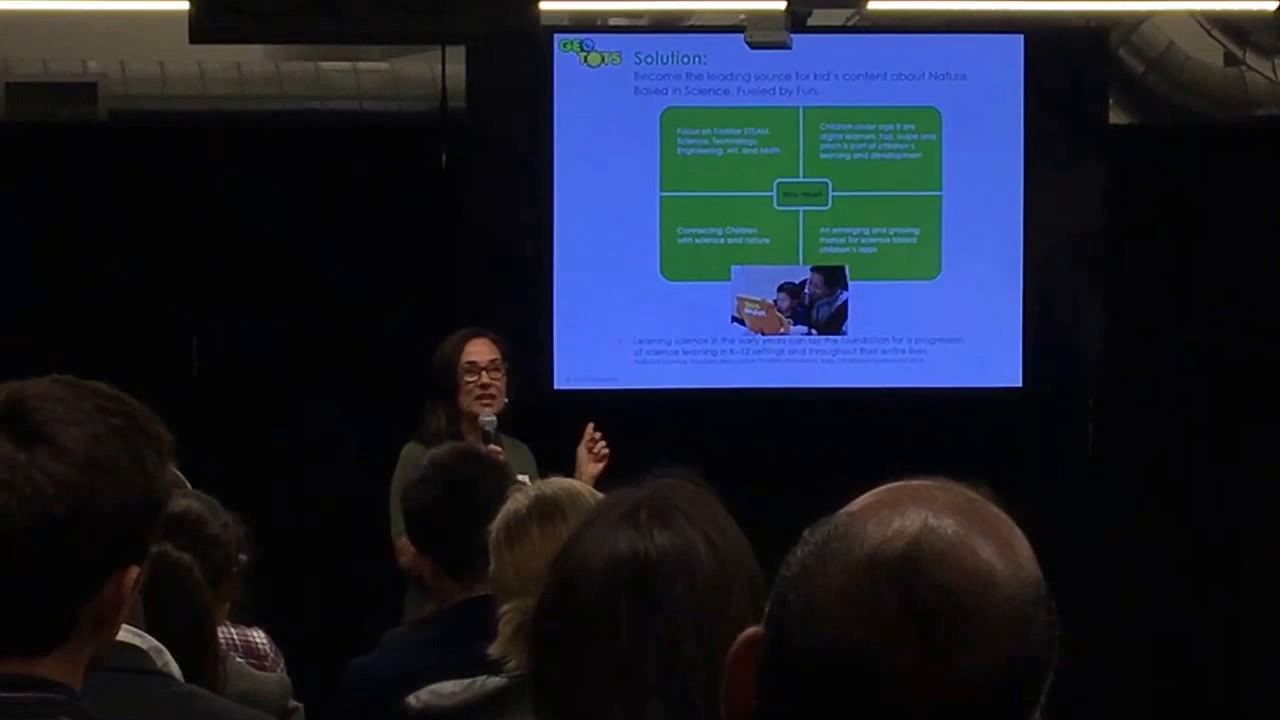 GEO
TOTS
Solution:
Become the leading source for kid's content about Nature.
Based in Science. Fueled by Fun.
Focus on Toddler STEAM
Science, Technology,
Engineering, Art, and Math
Children under age 8 are
digital learners. Tap, swipe and
pinch is part of children's
learning and development
Connecting Children
with science and nature
An emerging and growing
market for science based
children's apps
Learning science in the early years can lay the foundation for a progression
of science learning in K–12 settings and throughout their entire lives